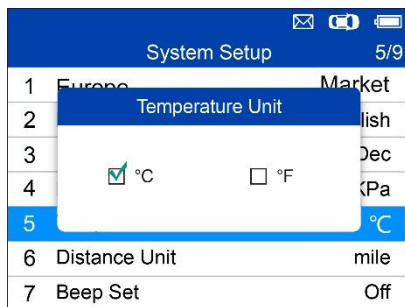 System Setup 5/9
1 Europe Market
Temperature Unit
2 lish
3 Dec
°C °F
4 KPa
5 °C
6 Distance Unit mile
7 Beep Set Off